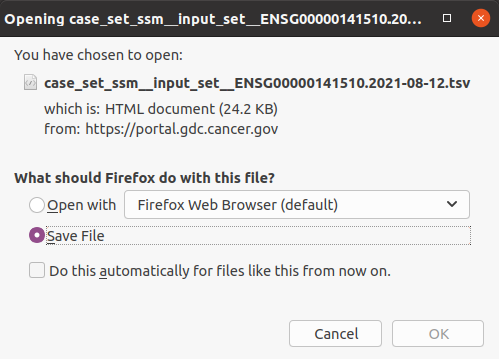 Opening case_set_ssm__input_set__ENSG00000141510.20...
You have chosen to open:
case_set_ssm__input_set__ENSG00000141510.2021-08-12.tsv
which is: HTML document (24.2 KB)
from: https://portal.gdc.cancer.gov
What should Firefox do with this file?
Open with Firefox Web Browser (default)
Save File
Do this automatically for files like this from now on.
Cancel OK